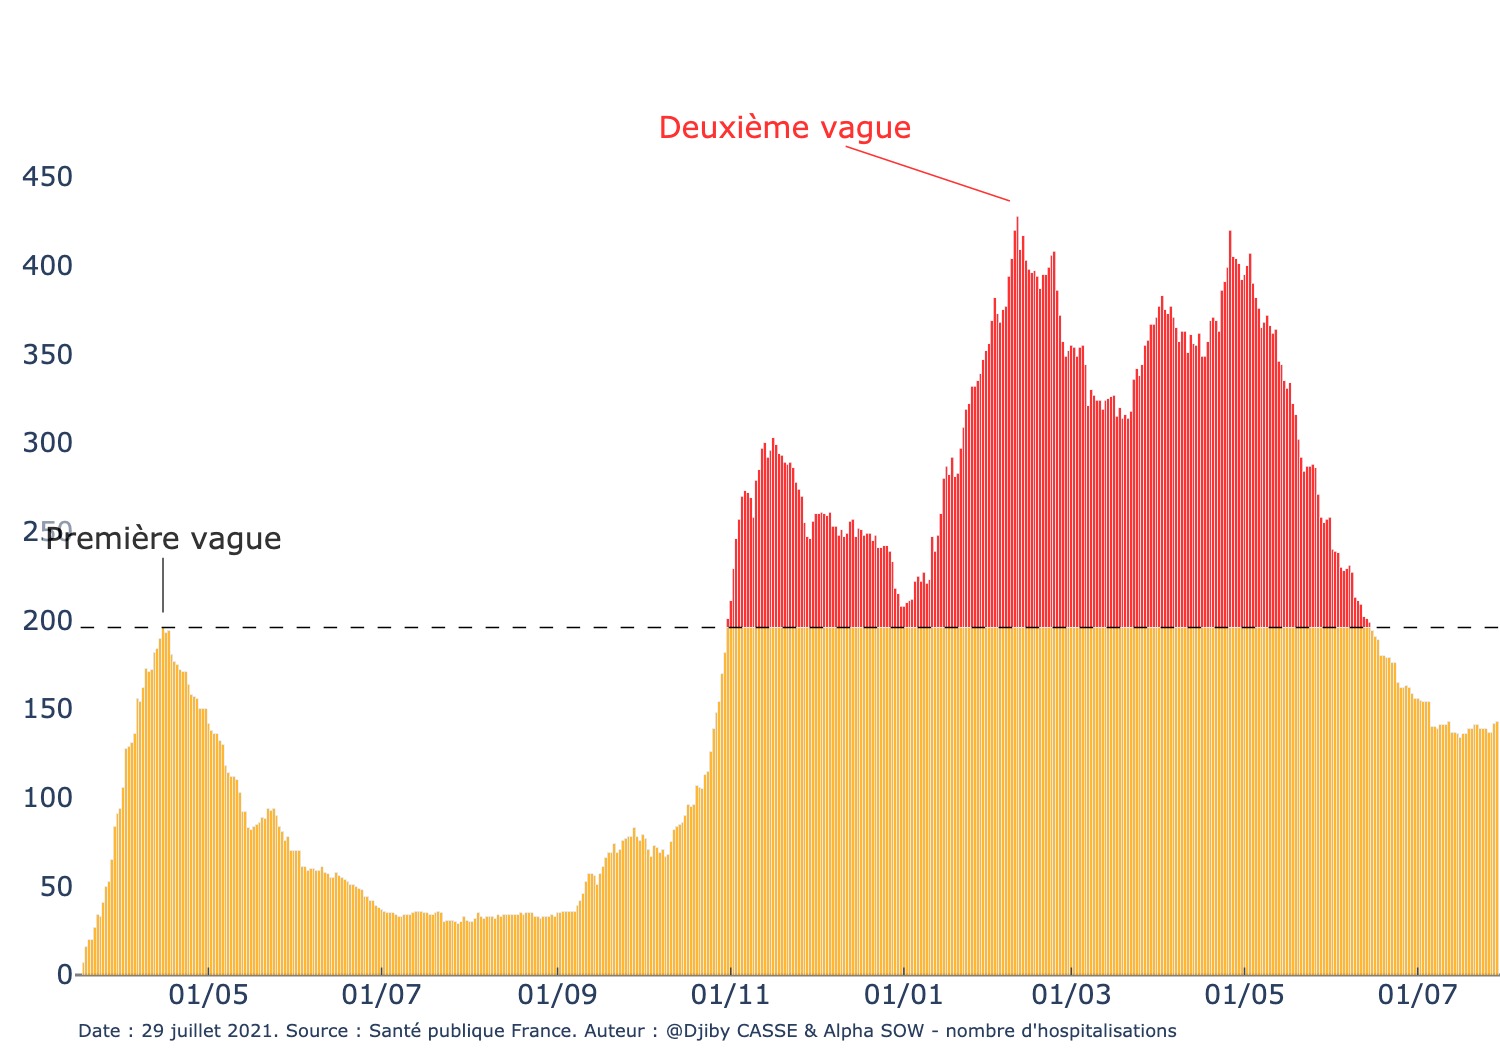 Deuxième vague
450
400
350
300
250
Première vague
200
150
100
50
0
01/05 01/07 01/09 01/11 01/01 01/03 01/05 01/07
Date : 29 juillet 2021. Source : Santé publique France. Auteur : @Djiby CASSE & Alpha SOW - nombre d'hospitalisations